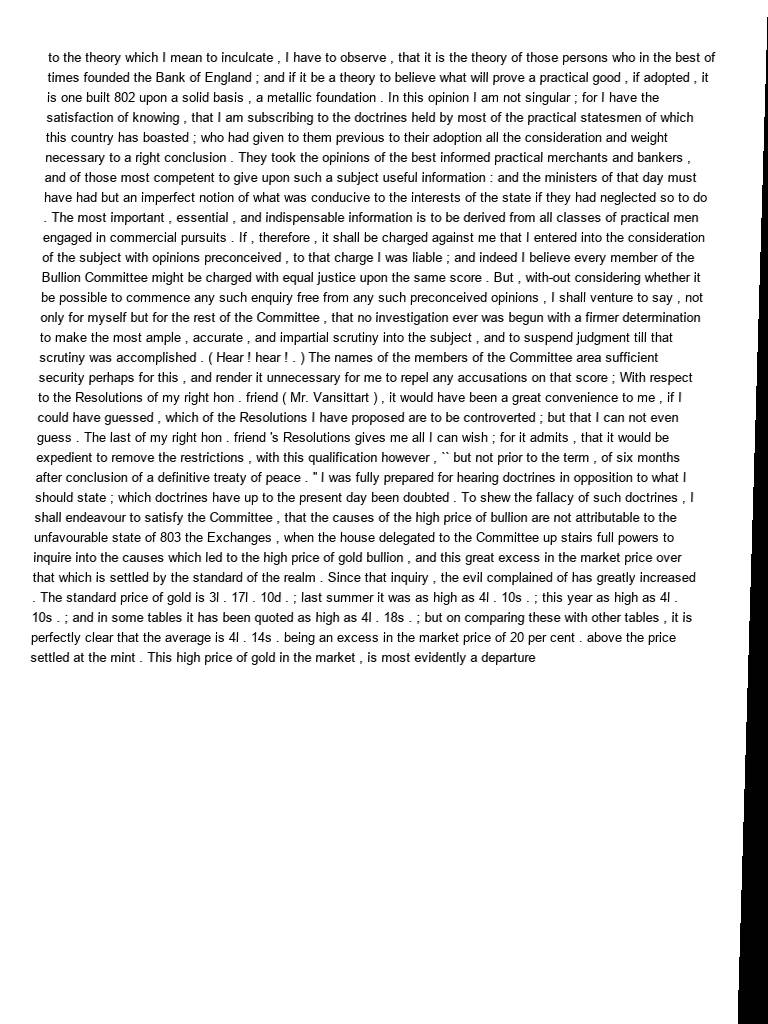 to the theory which I mean to inculcate , I have to observe , that it is the theory of those persons who in the best of
times founded the Bank of England ; and if it be a theory to believe what will prove a practical good , if adopted , it
is one built 802 upon a solid basis , a metallic foundation . In this opinion I am not singular ; for I have the
satisfaction of knowing , that I am subscribing to the doctrines held by most of the practical statesmen of which
this country has boasted ; who had given to them previous to their adoption all the consideration and weight
necessary to a right conclusion . They took the opinions of the best informed practical merchants and bankers ,
and of those most competent to give upon such a subject useful information : and the ministers of that day must
have had but an imperfect notion of what was conducive to the interests of the state if they had neglected so to do
. The most important , essential , and indispensable information is to be derived from all classes of practical men
engaged in commercial pursuits . If , therefore , it shall be charged against me that I entered into the consideration
of the subject with opinions preconceived , to that charge I was liable ; and indeed I believe every member of the
Bullion Committee might be charged with equal justice upon the same score . But , with-out considering whether it
be possible to commence any such enquiry free from any such preconceived opinions , I shall venture to say , not
only for myself but for the rest of the Committee , that no investigation ever was begun with a firmer determination
to make the most ample , accurate , and impartial scrutiny into the subject , and to suspend judgment till that
scrutiny was accomplished . ( Hear ! hear ! . ) The names of the members of the Committee area sufficient
security perhaps for this , and render it unnecessary for me to repel any accusations on that score ; With respect
to the Resolutions of my right hon . friend ( Mr. Vansittart ) , it would have been a great convenience to me , if I
could have guessed , which of the Resolutions I have proposed are to be controverted ; but that I can not even
guess . The last of my right hon . friend 's Resolutions gives me all I can wish ; for it admits , that it would be
expedient to remove the restrictions , with this qualification however , `` but not prior to the term , of six months
after conclusion of a definitive treaty of peace . " I was fully prepared for hearing doctrines in opposition to what I
should state ; which doctrines have up to the present day been doubted . To shew the fallacy of such doctrines , I
shall endeavour to satisfy the Committee , that the causes of the high price of bullion are not attributable to the
unfavourable state of 803 the Exchanges , when the house delegated to the Committee up stairs full powers to
inquire into the causes which led to the high price of gold bullion , and this great excess in the market price over
that which is settled by the standard of the realm . Since that inquiry , the evil complained of has greatly increased
. The standard price of gold is 3l . 17l . 10d . ; last summer it was as high as 4l . 10s . ; this year as high as 4l .
10s . ; and in some tables it has been quoted as high as 4l . 18s . ; but on comparing these with other tables , it is
perfectly clear that the average is 4l . 14s . being an excess in the market price of 20 per cent . above the price
settled at the mint . This high price of gold in the market , is most evidently a departure